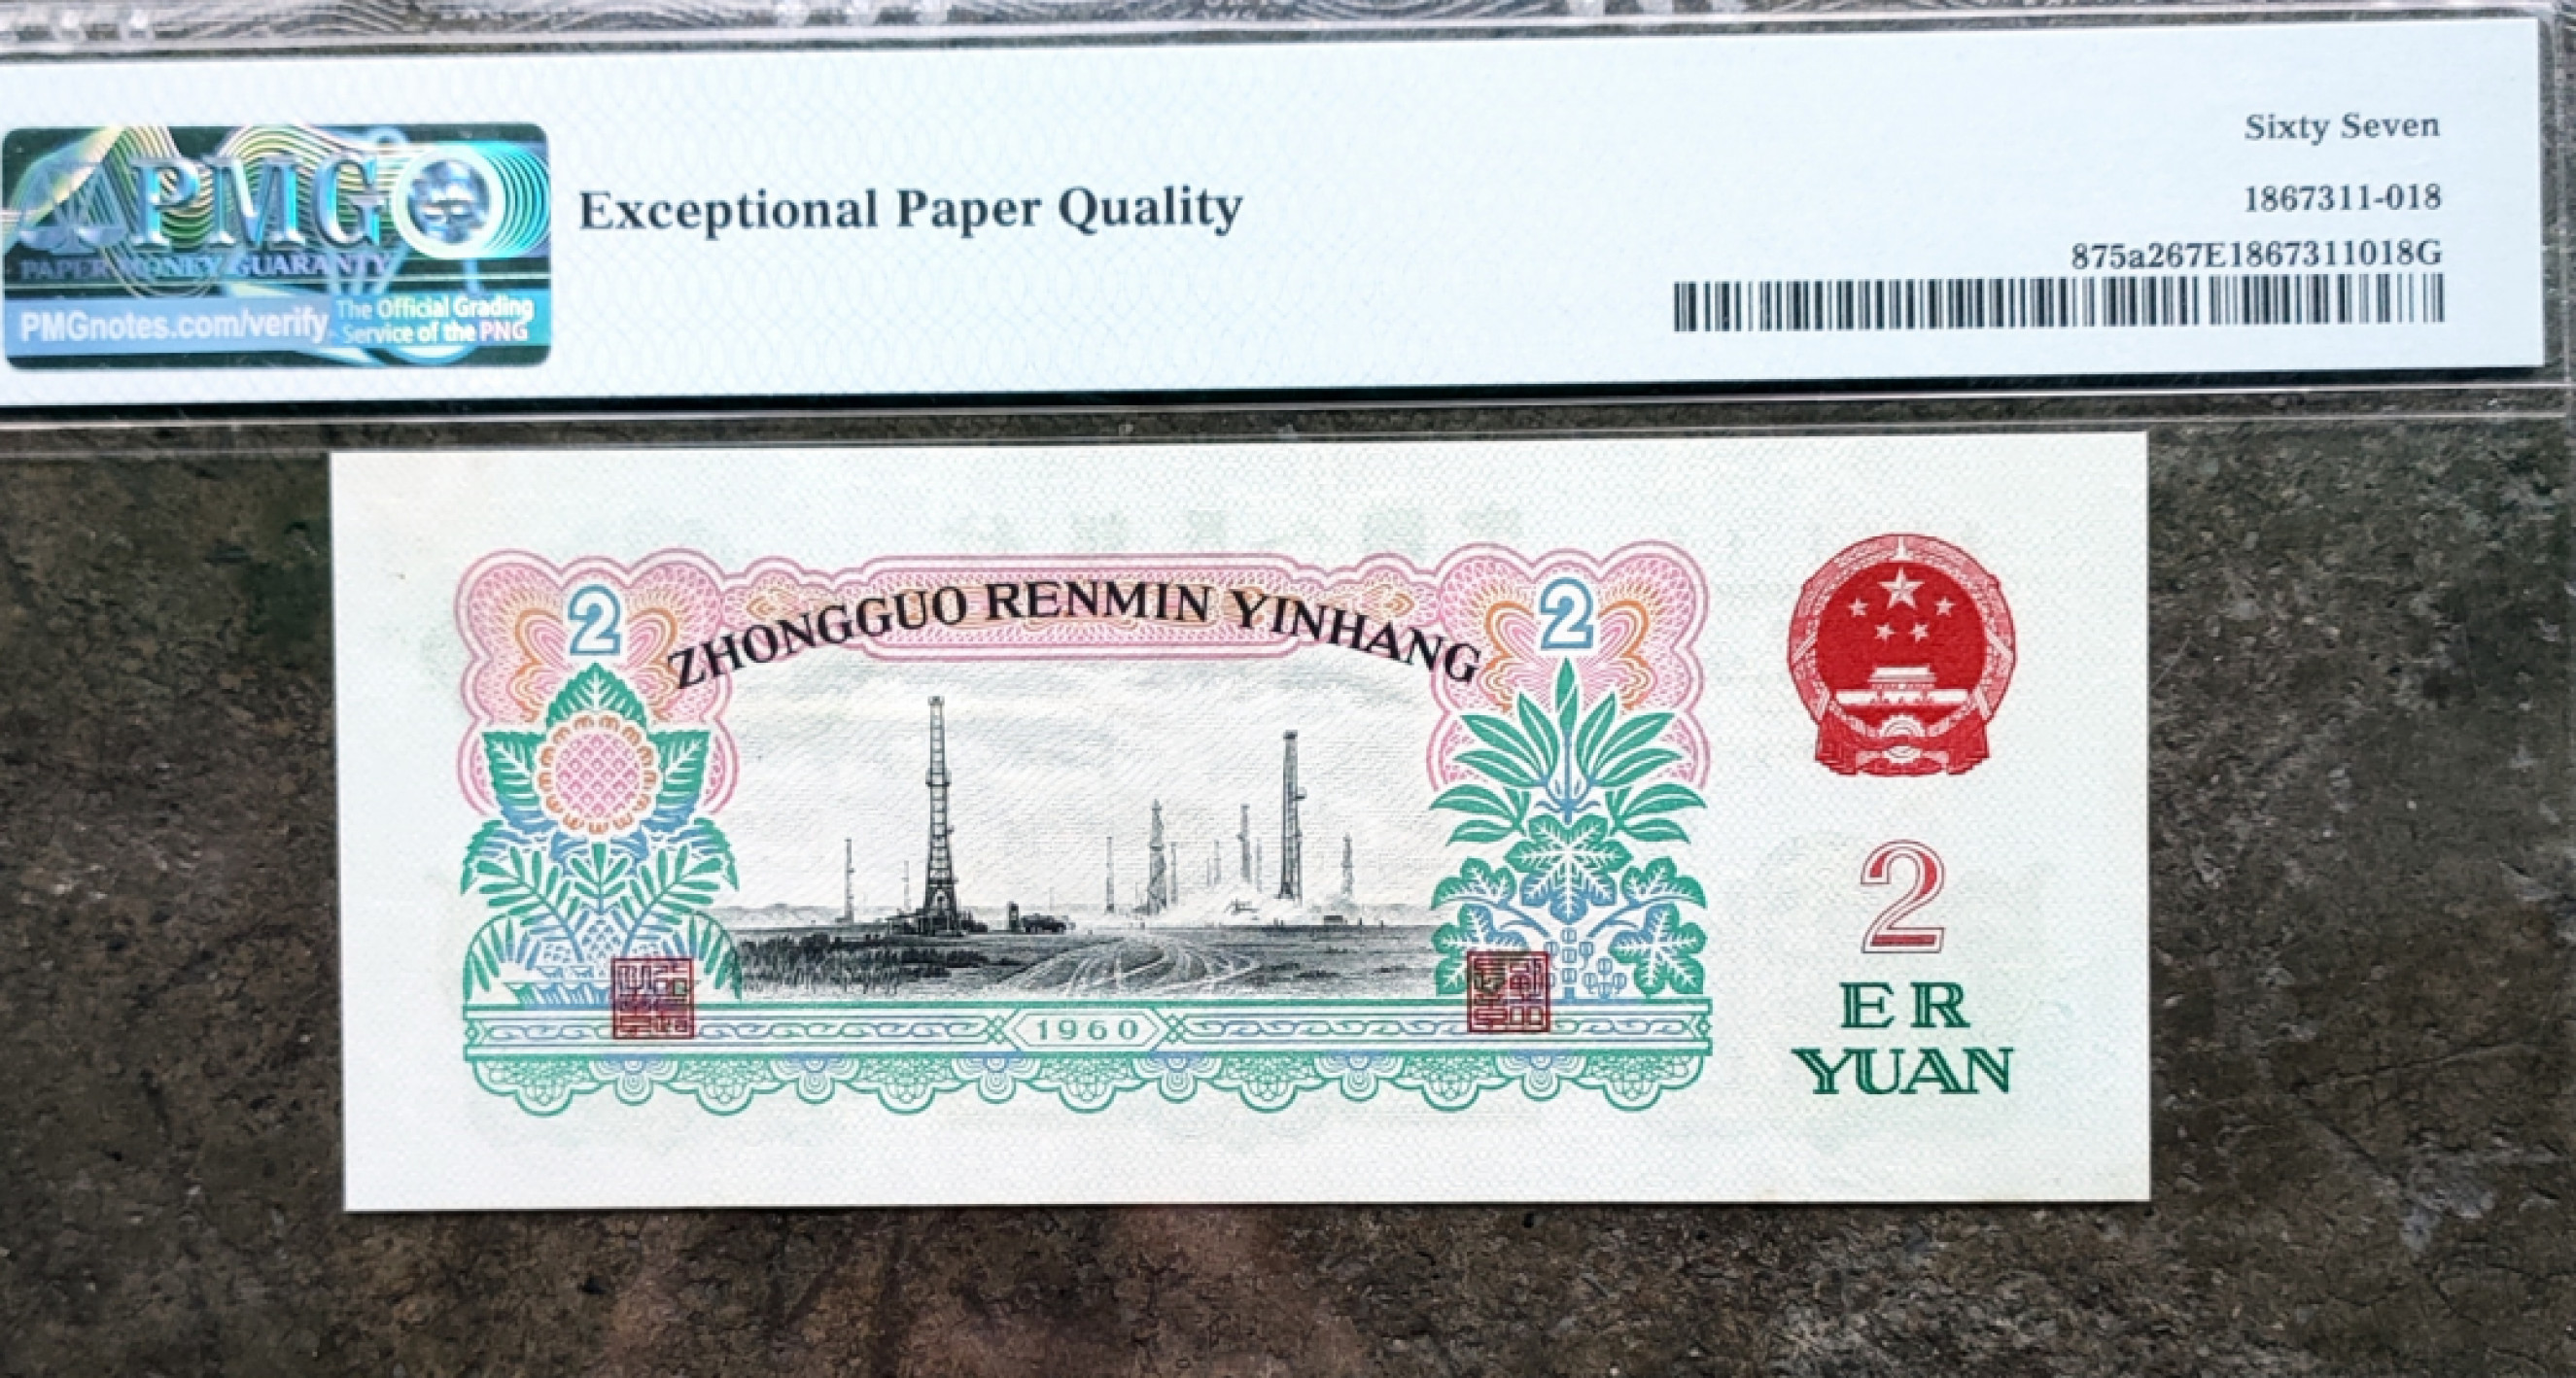 Sixty Seven
1867311-018
875a267E1867311018G
PMG
PAPER MONEY GUARANTY
PMGnotes.com/verify
The Official Grading
Service of the PNG
Exceptional Paper Quality
ZHONGGUO RENMIN YINHANG
2
2
1960
2
ER
YUAN